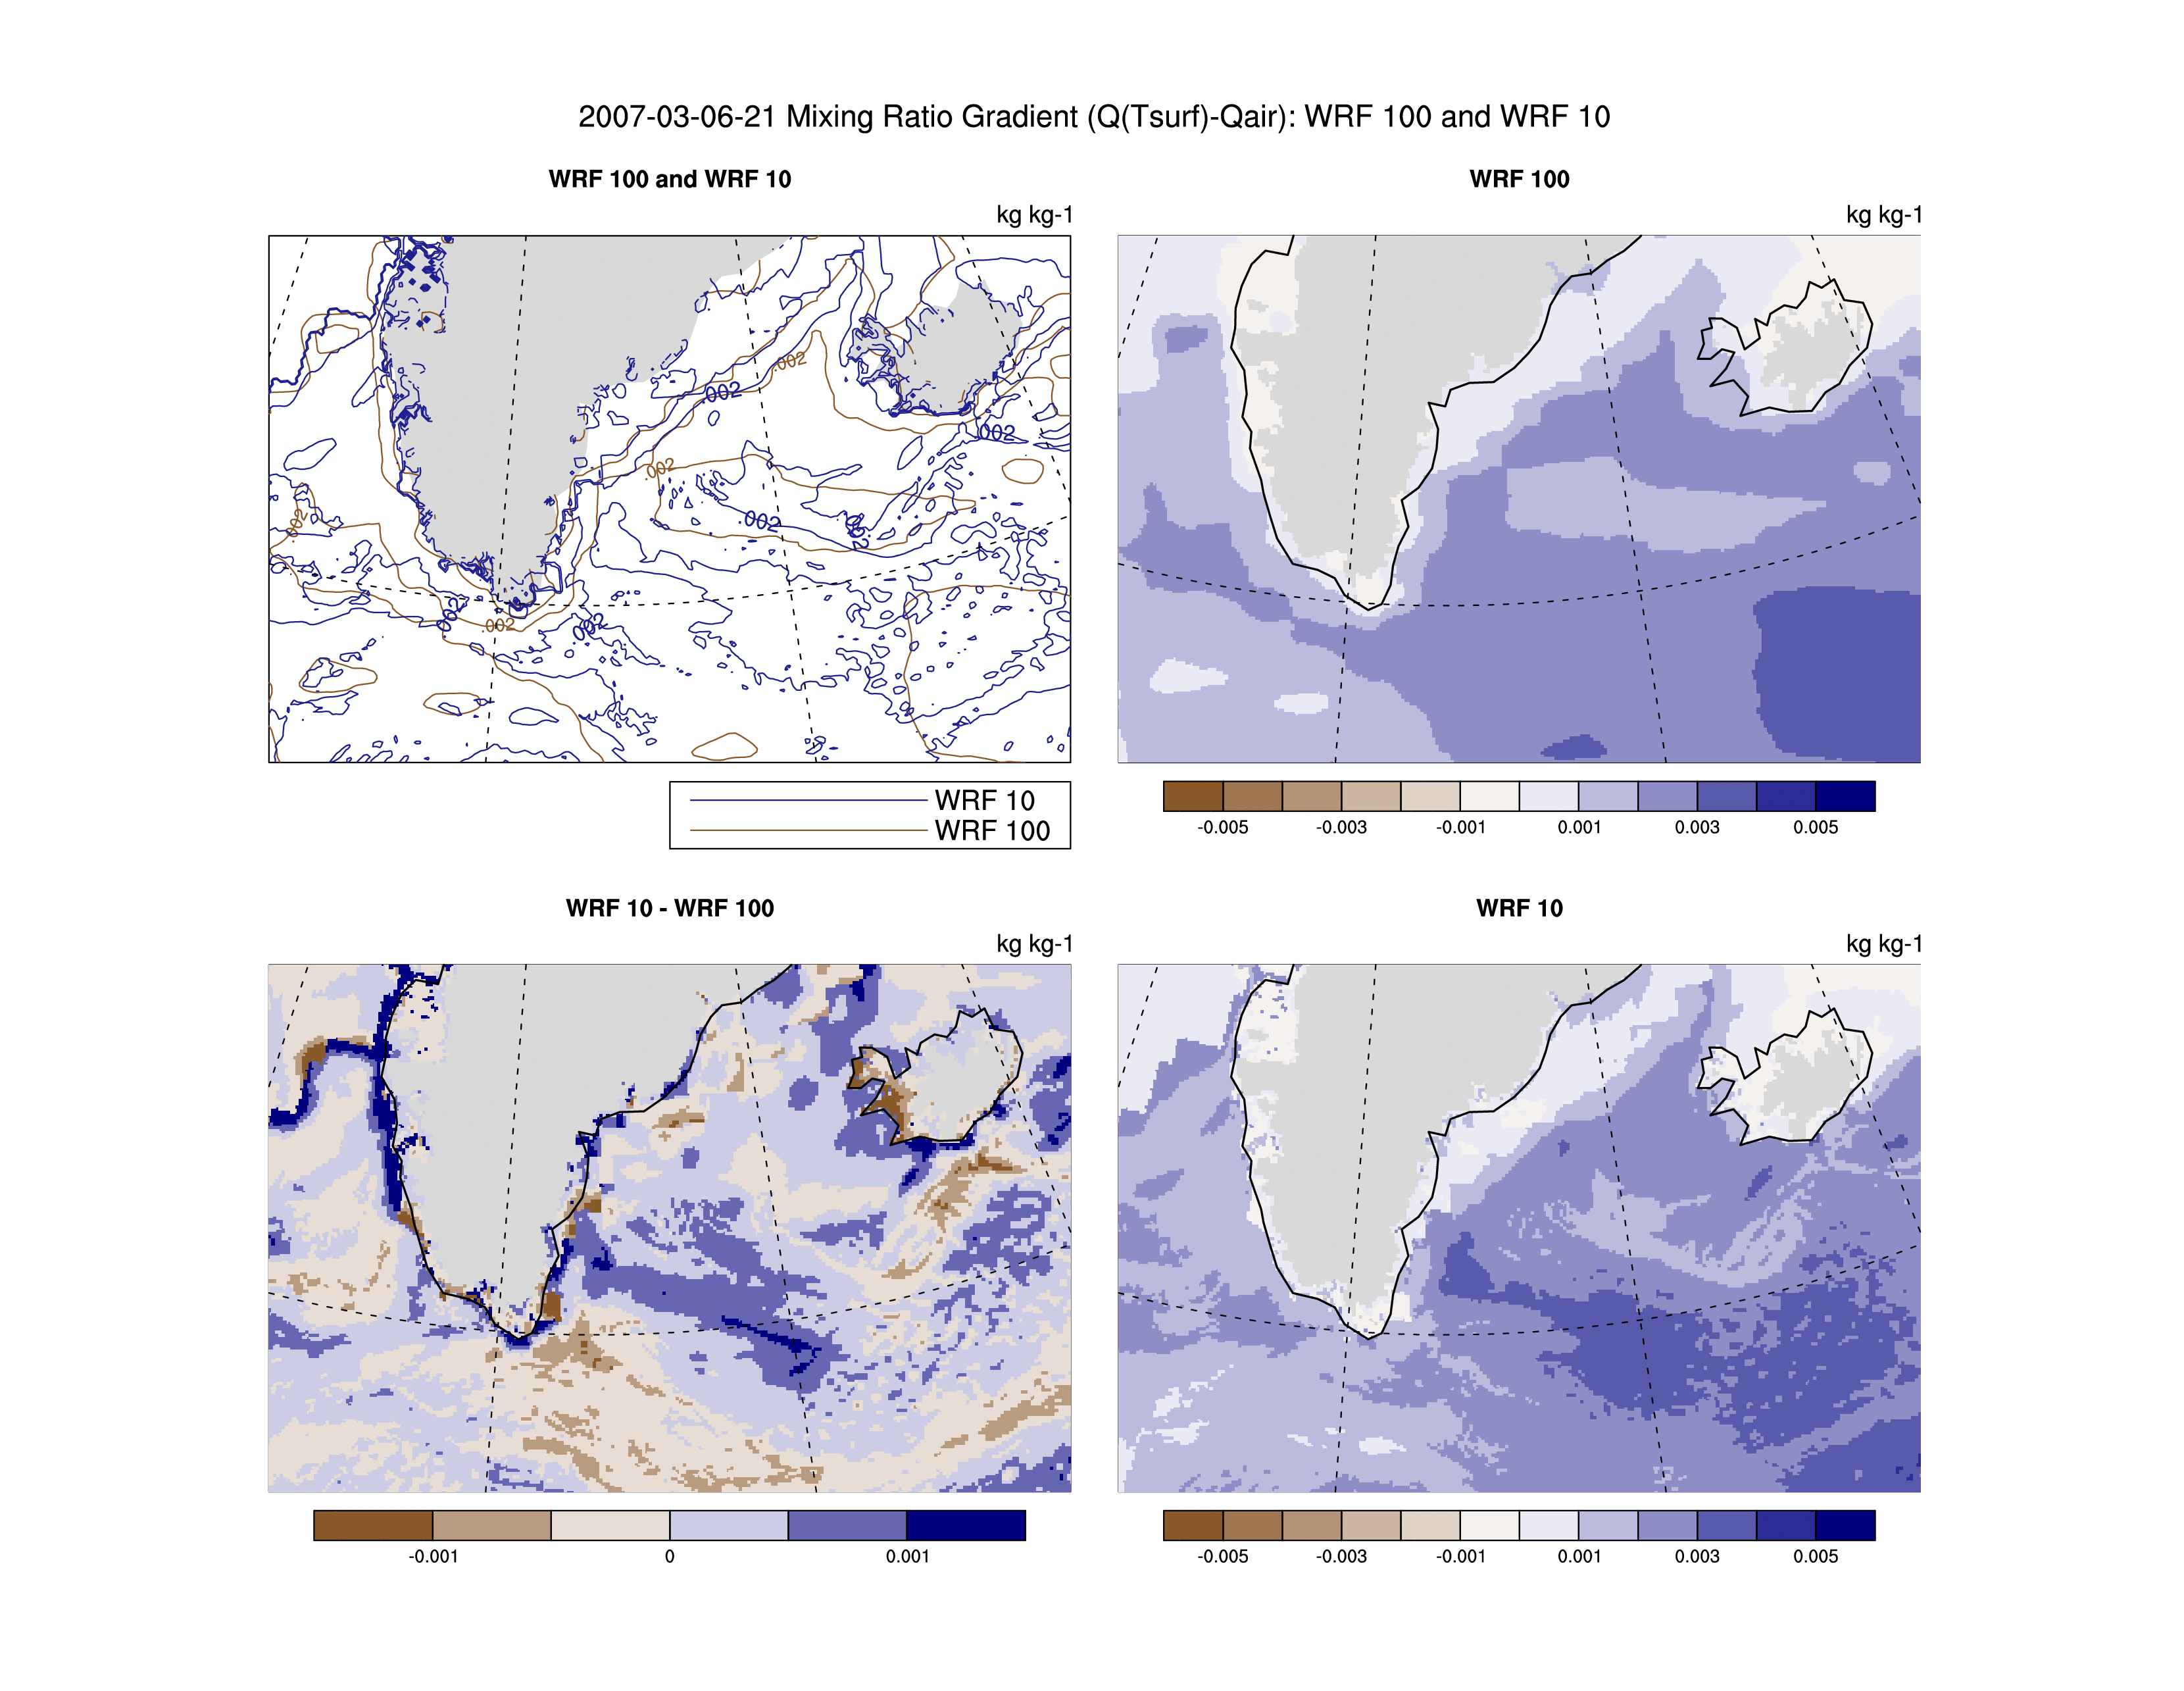 2007-03-06-21 Mixing Ratio Gradient (Q(Tsurf)-Qair): WRF 100 and WRF 10
WRF 100 and WRF 10
kg kg-1
.002
.002
.002
.002
.002
.002
.002
.002
.002
.002
WRF 10
WRF 100
WRF 100
kg kg-1
-0.005 -0.003 -0.001 0.001 0.003 0.005
WRF 10 - WRF 100
kg kg-1
-0.001 0 0.001
WRF 10
kg kg-1
-0.005 -0.003 -0.001 0.001 0.003 0.005